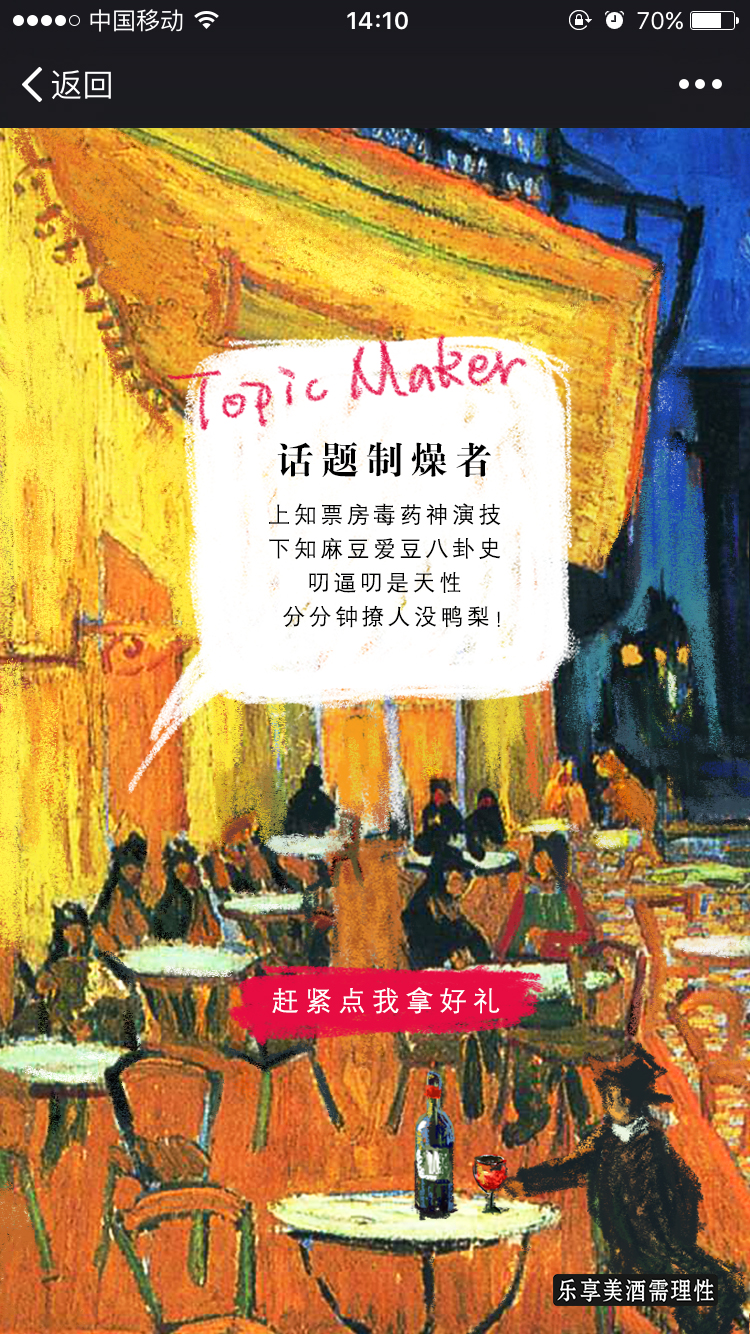 中国移动 14:10 70%
返回
Topic Maker
话题制燥者
上知票房毒药神演技
下知麻豆爱豆八卦史
叨逼叨是天性
分分钟撩人没鸭梨!
赶紧点我拿好礼
乐享美酒需理性